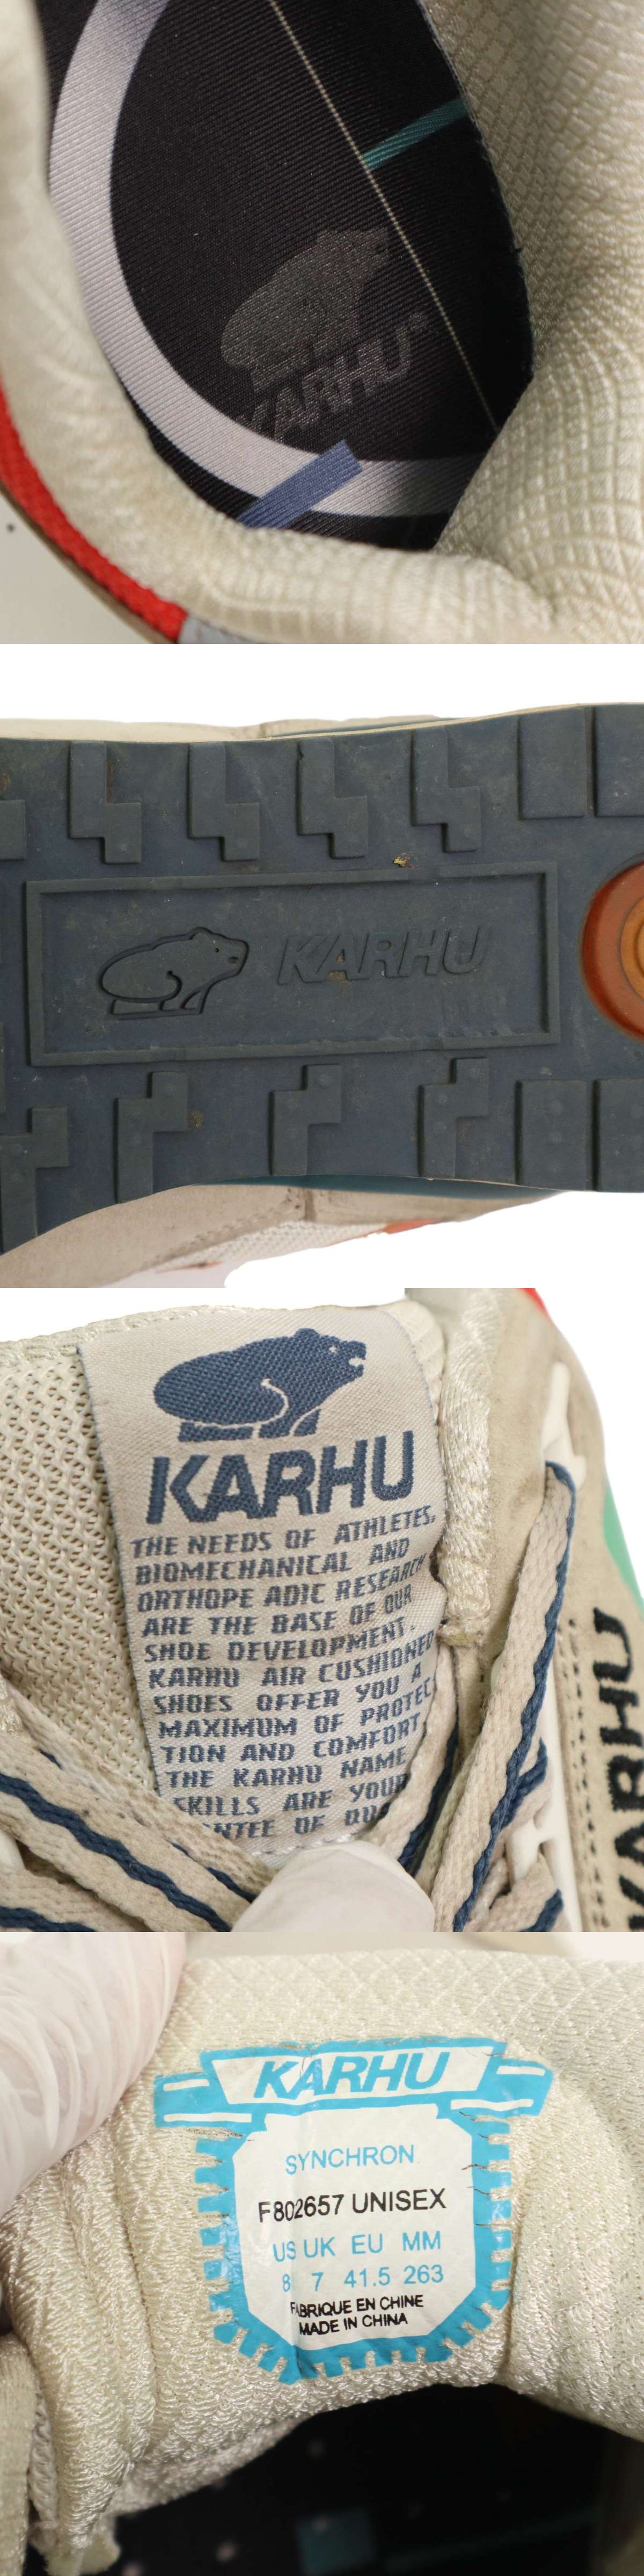 KARHU®
KARHU
KARHU
THE NEEDS OF ATHLETES,
BIOMECHANICAL AND
ORTHOPE ADIC RESEARCH
ARE THE BASE OF OUR
SHOE DEVELOPMENT.
KARHU AIR CUSHIONED
SHOES OFFER YOU A
MAXIMUM OF PROTEC
TION AND COMFORT
THE KARHU NAME
SKILLS ARE YOUR
NTEE OF QUA
KARHU
KARHU
SYNCHRON
F802657 UNISEX
US UK EU MM
8 7 41.5 263
FABRIQUE EN CHINE
MADE IN CHINA